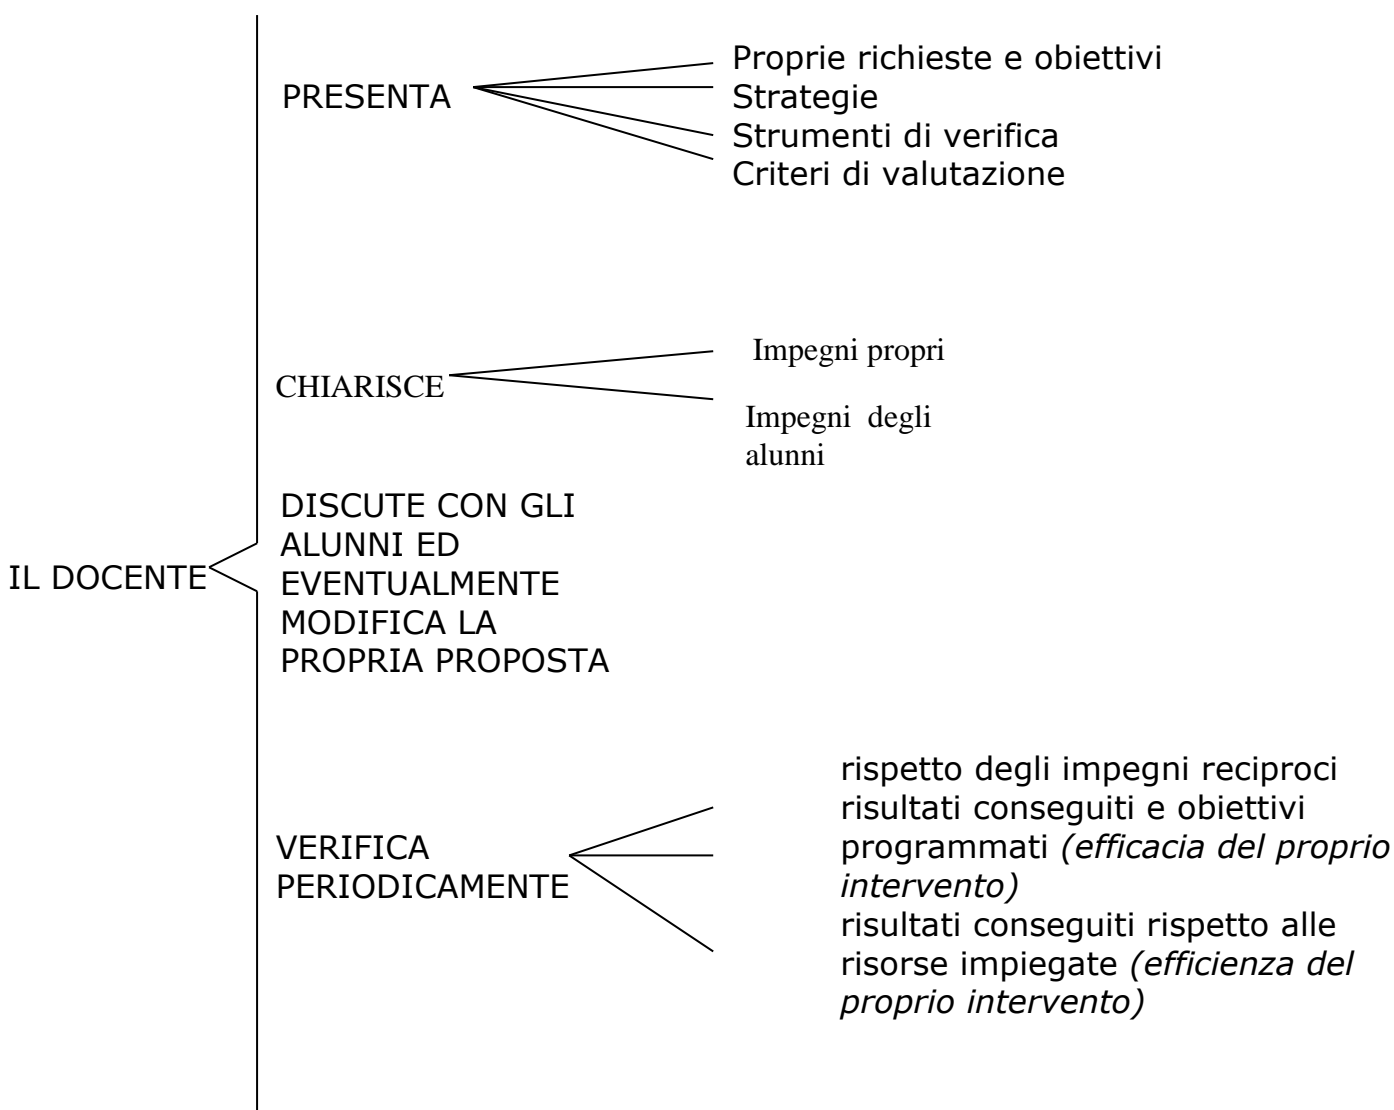 PRESENTA
Proprie richieste e obiettivi
Strategie
Strumenti di verifica
Criteri di valutazione
CHIARISCE
Impegni propri
Impegni degli
alunni
DISCUTE CON GLI
ALUNNI ED
EVENTUALMENTE
MODIFICA LA
PROPRIA PROPOSTA
IL DOCENTE
VERIFICA
PERIODICAMENTE
rispetto degli impegni reciproci
risultati conseguiti e obiettivi
programmati (efficacia del proprio
intervento)
risultati conseguiti rispetto alle
risorse impiegate (efficienza del
proprio intervento)